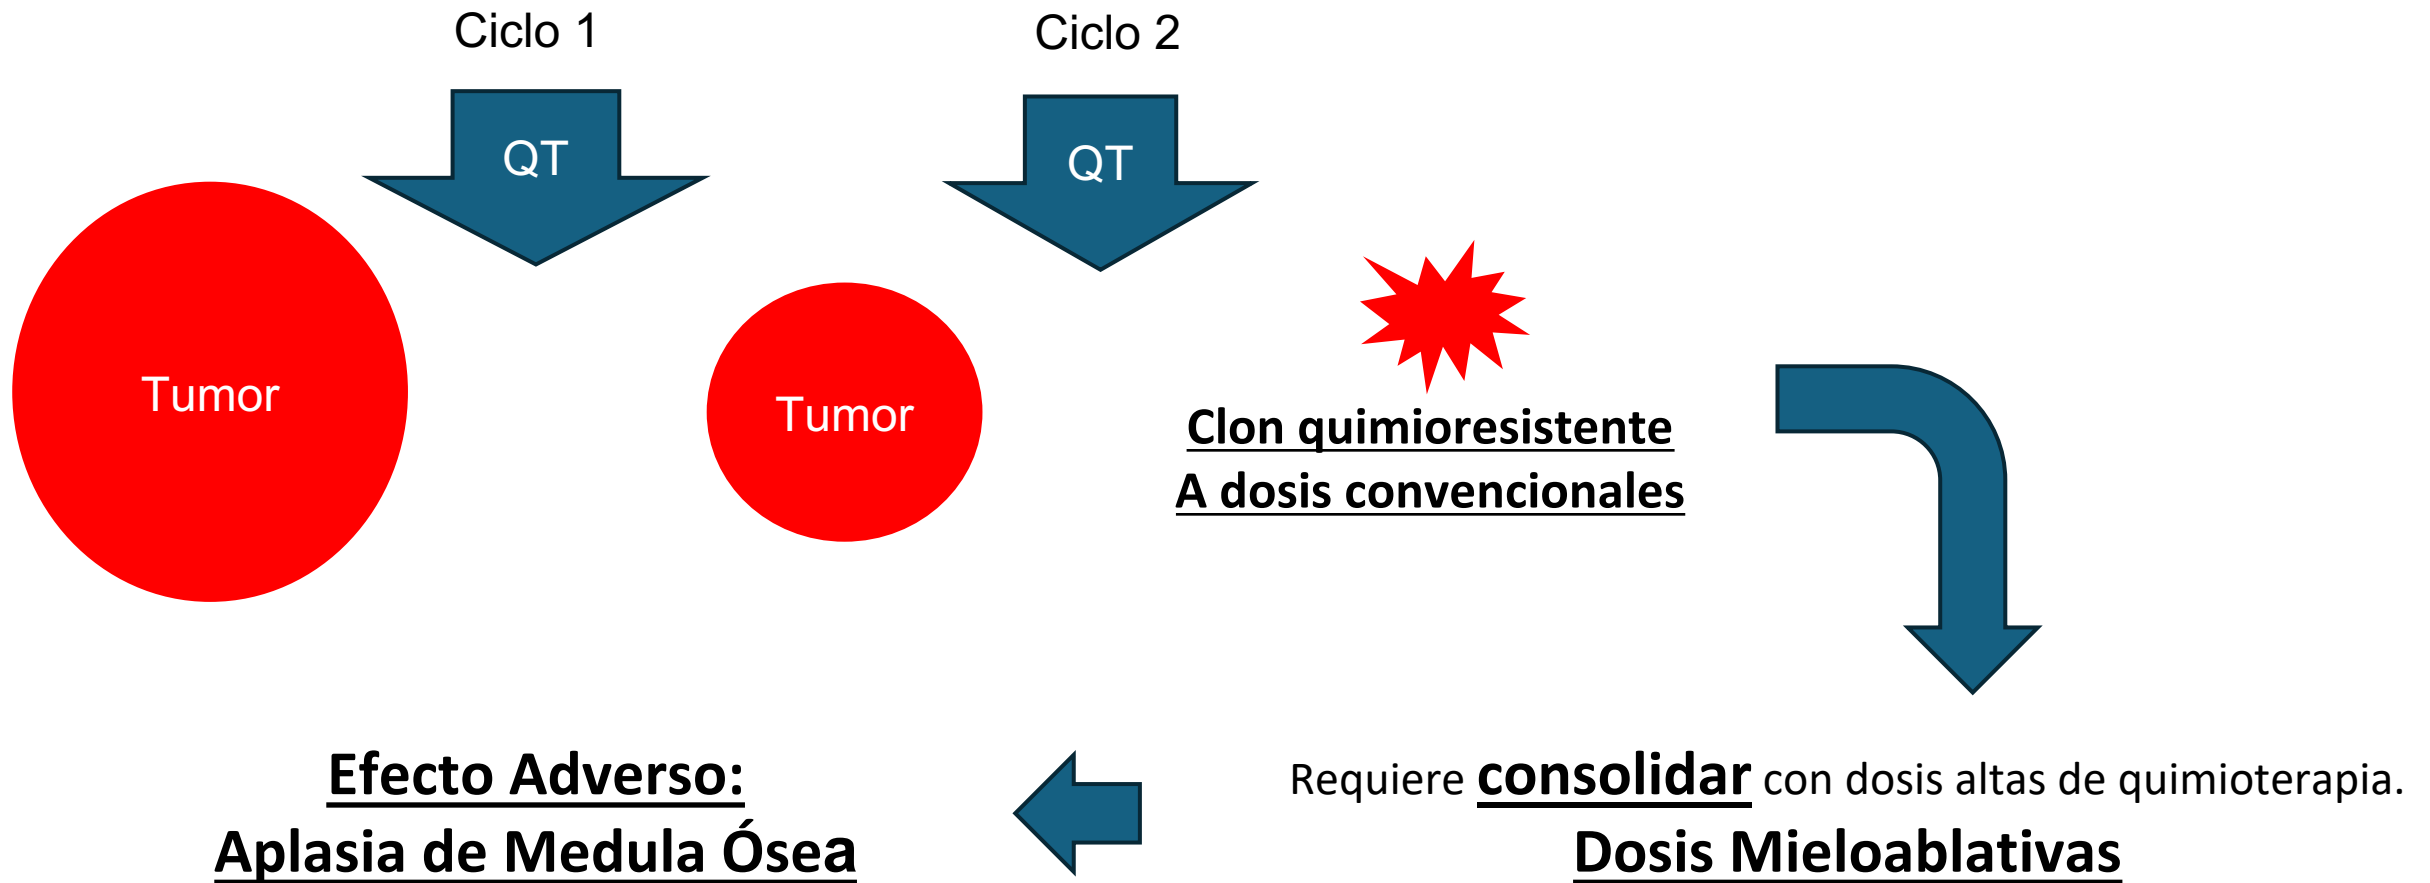 Ciclo 1
Ciclo 2
QT
QT
Tumor
Tumor
Clon quimioresistente
A dosis convencionales
Requiere consolidar con dosis altas de quimioterapia.
Dosis Mieloablativas
Efecto Adverso:
Aplasia de Medula Ósea